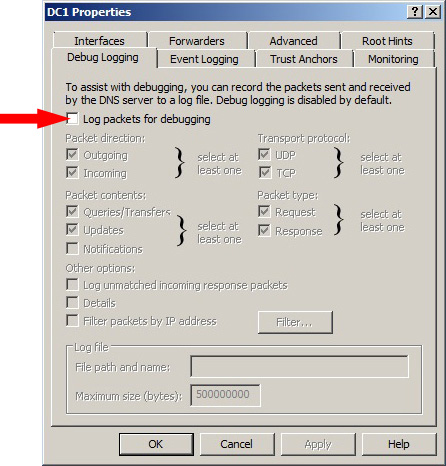 DC1 Properties
Interfaces Forwarders Advanced Root Hints
Debug Logging Event Logging Trust Anchors Monitoring
To assist with debugging, you can record the packets sent and received
by the DNS server to a log file. Debug logging is disabled by default.
Log packets for debugging
Packet direction: Transport protocol:
Outgoing select at UDP select at
Incoming least one TCP least one
Packet contents: Packet type:
Queries/Transfers select at Request select at
Updates least one Response least one
Notifications
Other options:
Log unmatched incoming response packets
Details
Filter packets by IP address Filter...
Log file
File path and name:
Maximum size (bytes): 500000000
OK Cancel Apply Help